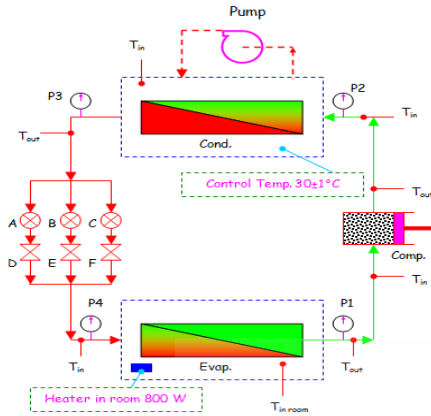 Pump
Tin
P3
P2
Tin
Tout
Cond.
Control Temp. 30±1°C
Tout
A
B
C
D
E
F
Comp.
Tin
P4
P1
Tin
Evap.
Tout
Heater in room 800 W
Tin room